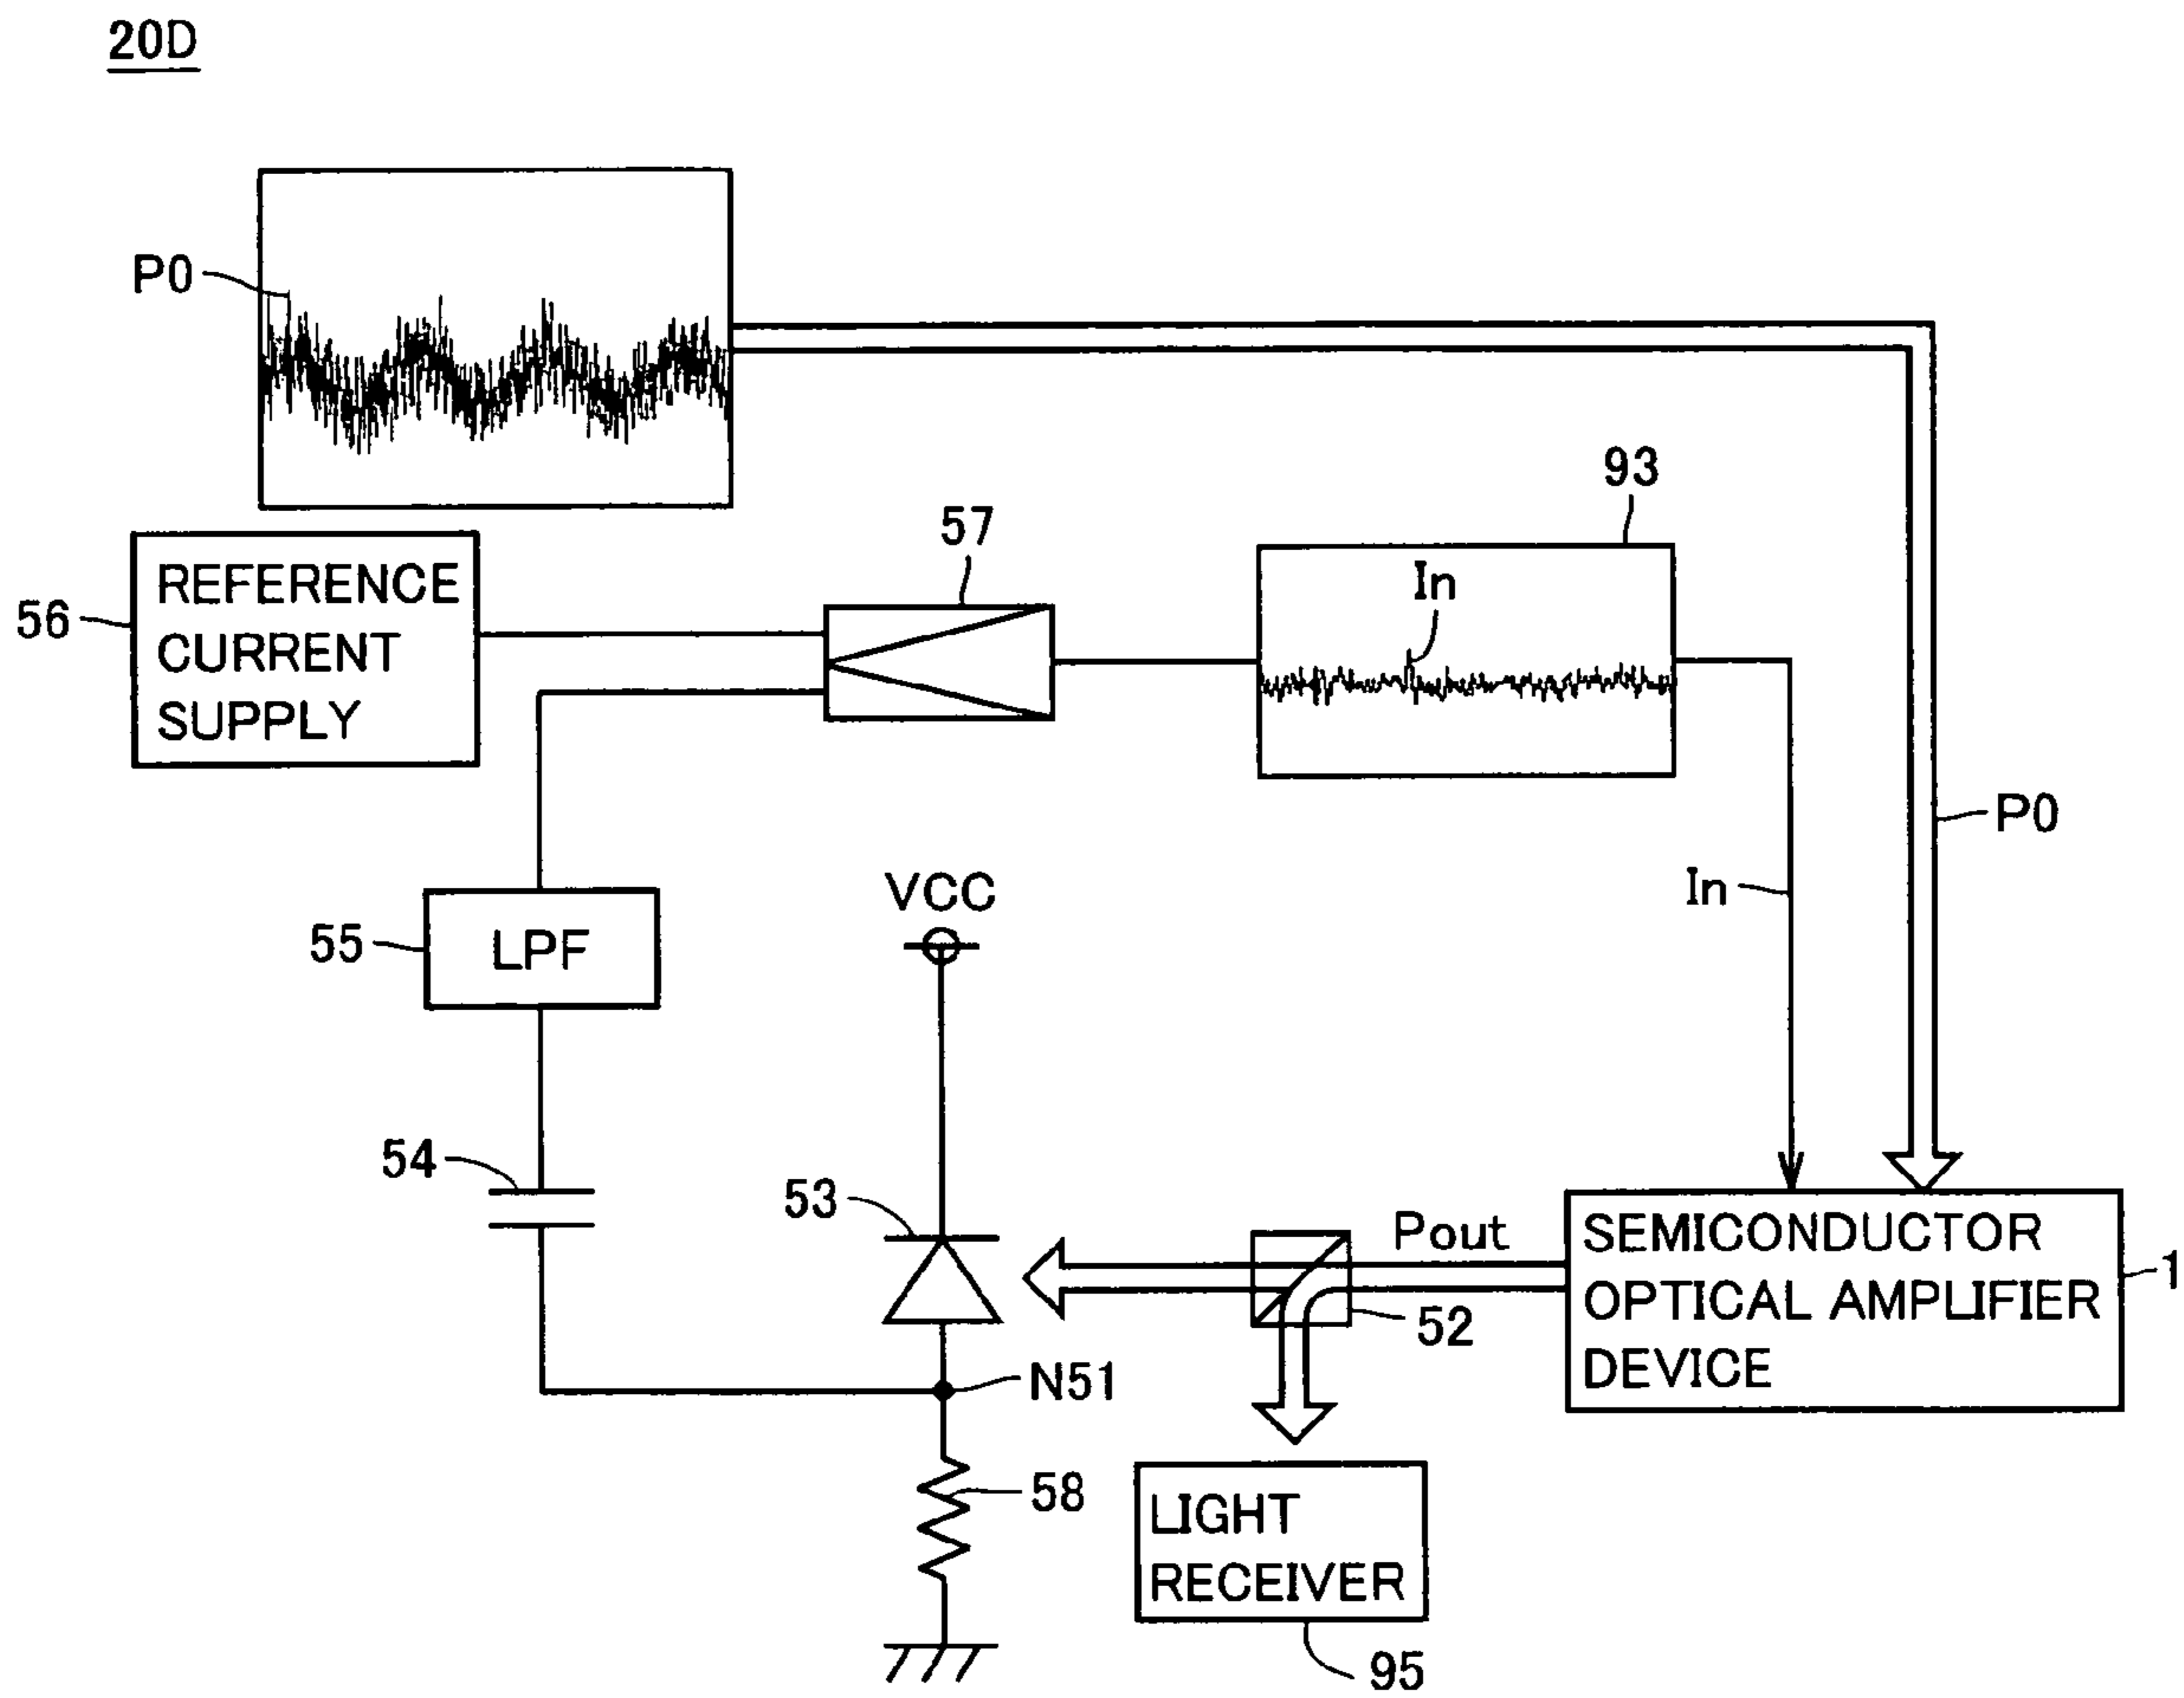 20D
P0
93
57
In
REFERENCE
CURRENT
SUPPLY
56
P0
In
VCC
55
LPF
54
53
Pout
SEMICONDUCTOR
OPTICAL AMPLIFIER
DEVICE
1
52
N51
58
LIGHT
RECEIVER
95